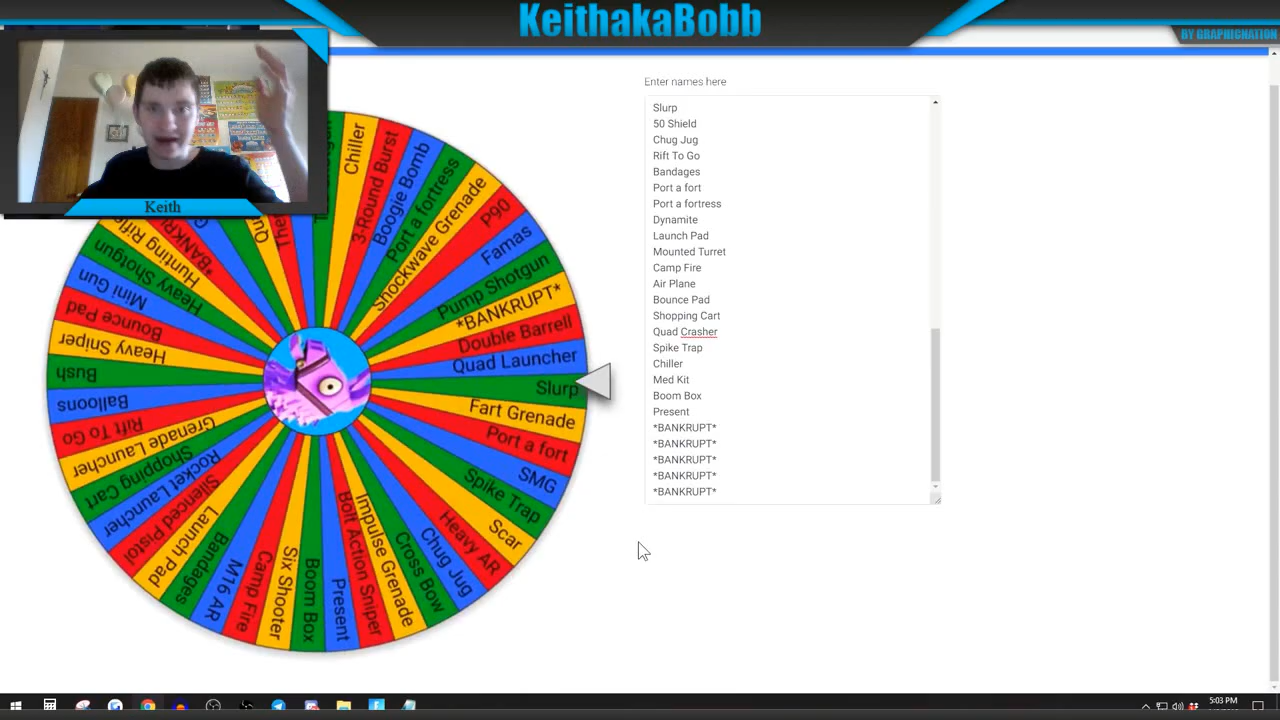 KeithakaBobb
BY GRAPHICNATION
Keith
Enter names here
Slurp
50 Shield
Chug Jug
Rift To Go
Bandages
Port a fort
Port a fortress
Dynamite
Launch Pad
Mounted Turret
Camp Fire
Air Plane
Bounce Pad
Shopping Cart
Quad Crasher
Spike Trap
Chiller
Med Kit
Boom Box
Present
*BANKRUPT*
*BANKRUPT*
*BANKRUPT*
*BANKRUPT*
*BANKRUPT*
Chiller
3-Round Burst
Boogie Bomb
Port a fortress
Shockwave Grenade
P90
Famas
Pump Shotgun
*BANKRUPT*
Double Barrell
Quad Launcher
Slurp
Fart Grenade
Port a fort
SMG
Spike Trap
Scar
Heavy AR
Chug Jug
Cross Bow
Impulse Grenade
Bolt Action Sniper
Present
Boom Box
Six Shooter
Camp Fire
M16 AR
Bandages
Launch Pad
Silenced Pistol
Rocket Launcher
Shopping Cart
Grenade Launcher
Rift To Go
Balloons
Bush
Heavy Sniper
Bounce Pad
Mini Gun
Heavy Shotgun
Hunting Rifle
5:03 PM